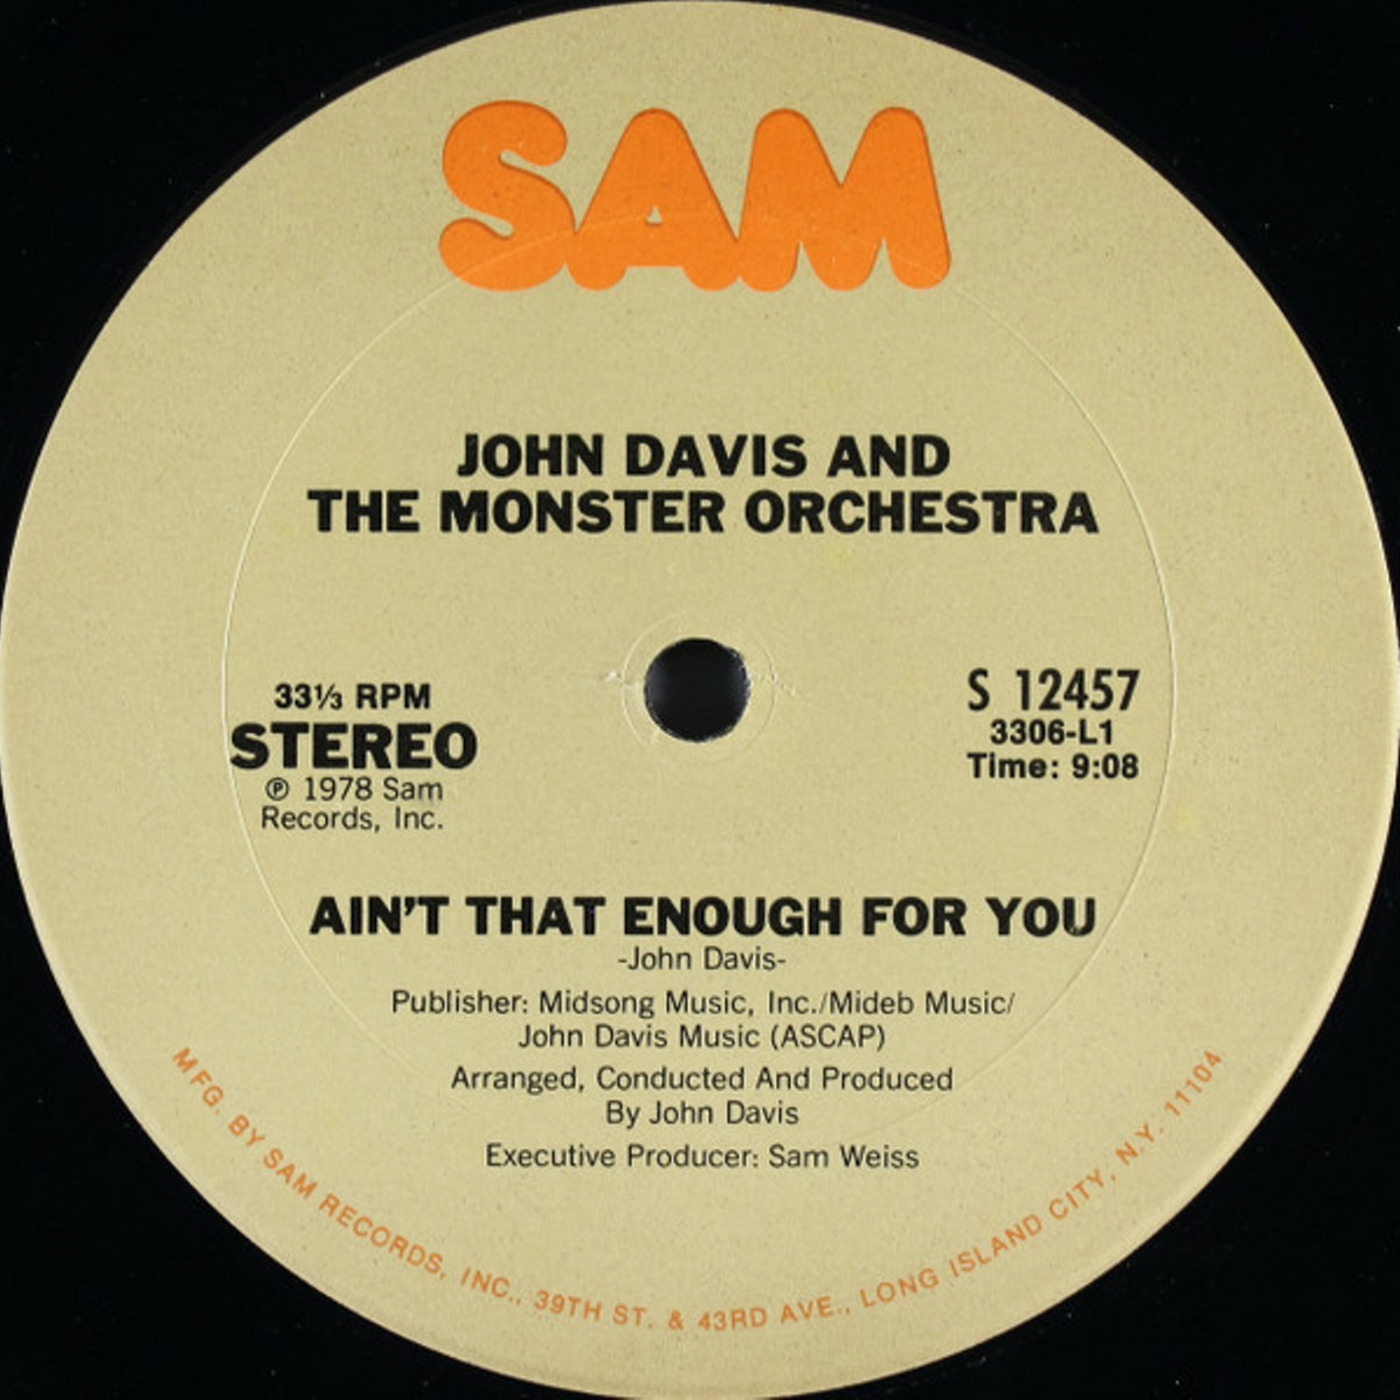 SAM
JOHN DAVIS AND
THE MONSTER ORCHESTRA
33⅓ RPM
STEREO
℗ 1978 Sam
Records, Inc.
S 12457
3306-L1
Time: 9:08
AIN'T THAT ENOUGH FOR YOU
-John Davis-
Publisher: Midsong Music, Inc./Mideb Music/
John Davis Music (ASCAP)
Arranged, Conducted And Produced
By John Davis
Executive Producer: Sam Weiss
MFG. BY SAM RECORDS, INC., 39TH ST. & 43RD AVE., LONG ISLAND CITY, N.Y. 11104